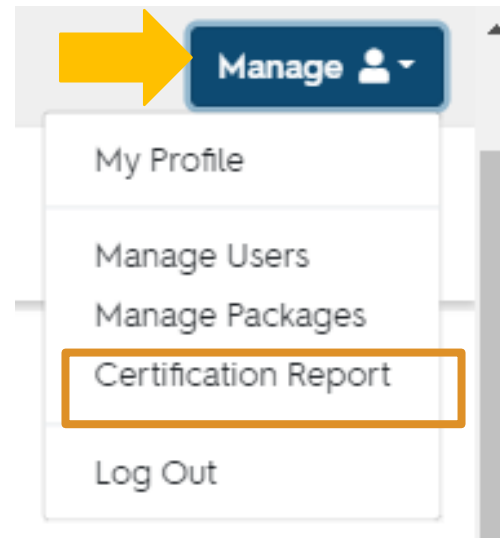 Manage
My Profile
Manage Users
Manage Packages
Certification Report
Log Out